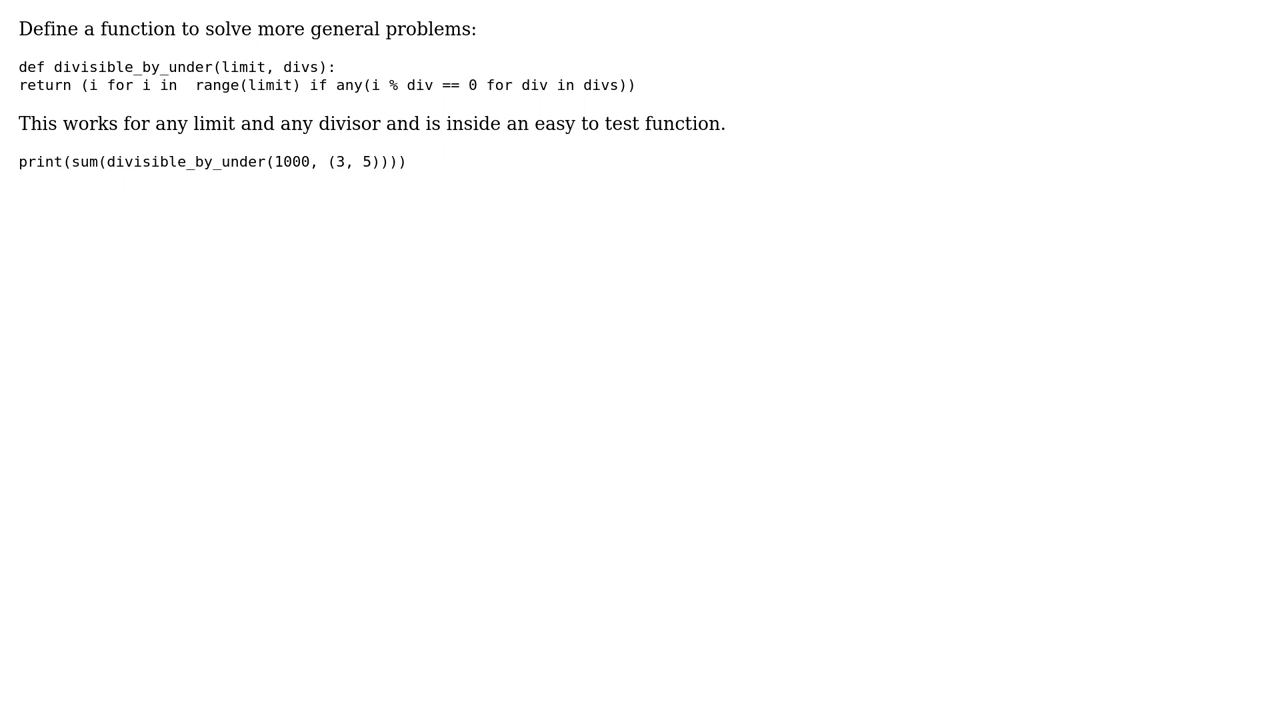 Define a function to solve more general problems:
def divisible_by_under(limit, divs):
return (i for i in  range(limit) if any(i % div == 0 for div in divs))
This works for any limit and any divisor and is inside an easy to test function.
print(sum(divisible_by_under(1000, (3, 5))))